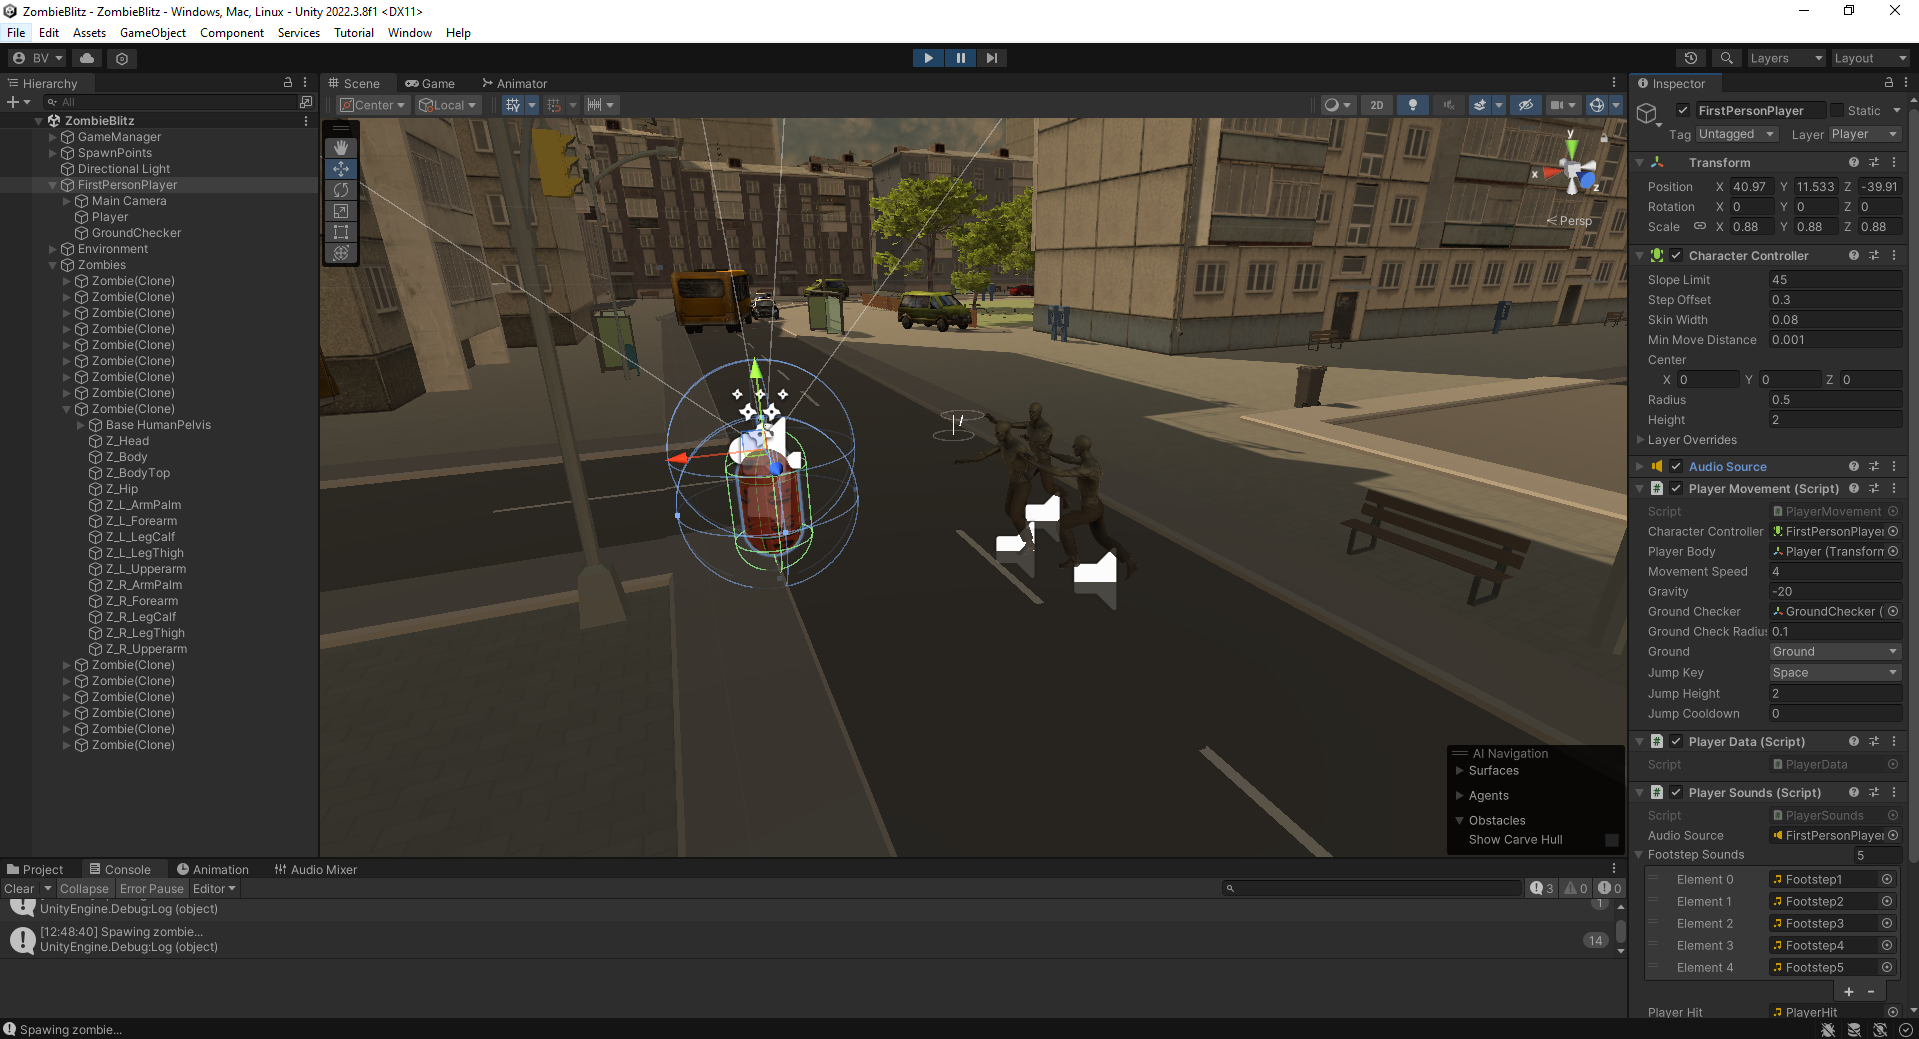 ZombieBlitz - ZombieBlitz - Windows, Mac, Linux - Unity 2022.3.8f1 <DX11>
File Edit Assets GameObject Component Services Tutorial Window Help
BV Layers Layout
Hierarchy
All
ZombieBlitz
GameManager
SpawnPoints
Directional Light
FirstPersonPlayer
Main Camera
Player
GroundChecker
Environment
Zombies
Zombie(Clone)
Zombie(Clone)
Zombie(Clone)
Zombie(Clone)
Zombie(Clone)
Zombie(Clone)
Zombie(Clone)
Zombie(Clone)
Zombie(Clone)
Base HumanPelvis
Z_Head
Z_Body
Z_BodyTop
Z_Hip
Z_L_ArmPalm
Z_L_Forearm
Z_L_LegCalf
Z_L_LegThigh
Z_L_Upperarm
Z_R_ArmPalm
Z_R_Forearm
Z_R_LegCalf
Z_R_LegThigh
Z_R_Upperarm
Zombie(Clone)
Zombie(Clone)
Zombie(Clone)
Zombie(Clone)
Zombie(Clone)
Zombie(Clone)
Scene Game Animator
Center Local 2D
y
x
z
Persp
AI Navigation
Surfaces
Agents
Obstacles
Show Carve Hull
Inspector
FirstPersonPlayer Static
Tag Untagged Layer Player
Transform
Position X 40.97 Y 11.533 Z -39.91
Rotation X 0 Y 0 Z 0
Scale X 0.88 Y 0.88 Z 0.88
Character Controller
Slope Limit 45
Step Offset 0.3
Skin Width 0.08
Min Move Distance 0.001
Center
X 0 Y 0 Z 0
Radius 0.5
Height 2
Layer Overrides
Audio Source
Player Movement (Script)
Script PlayerMovement
Character Controller FirstPersonPlayer
Player Body Player (Transform
Movement Speed 4
Gravity -20
Ground Checker GroundChecker (
Ground Check Radiu 0.1
Ground Ground
Jump Key Space
Jump Height 2
Jump Cooldown 0
Player Data (Script)
Script PlayerData
Player Sounds (Script)
Script PlayerSounds
Audio Source FirstPersonPlayer
Footstep Sounds 5
Element 0 Footstep1
Element 1 Footstep2
Element 2 Footstep3
Element 3 Footstep4
Element 4 Footstep5
+ -
Player Hit PlayerHit
Project Console Animation Audio Mixer
Clear Collapse Error Pause Editor 3 0 0
UnityEngine.Debug:Log (object) 1
[12:48:40] Spawing zombie...
UnityEngine.Debug:Log (object) 14
Spawing zombie...